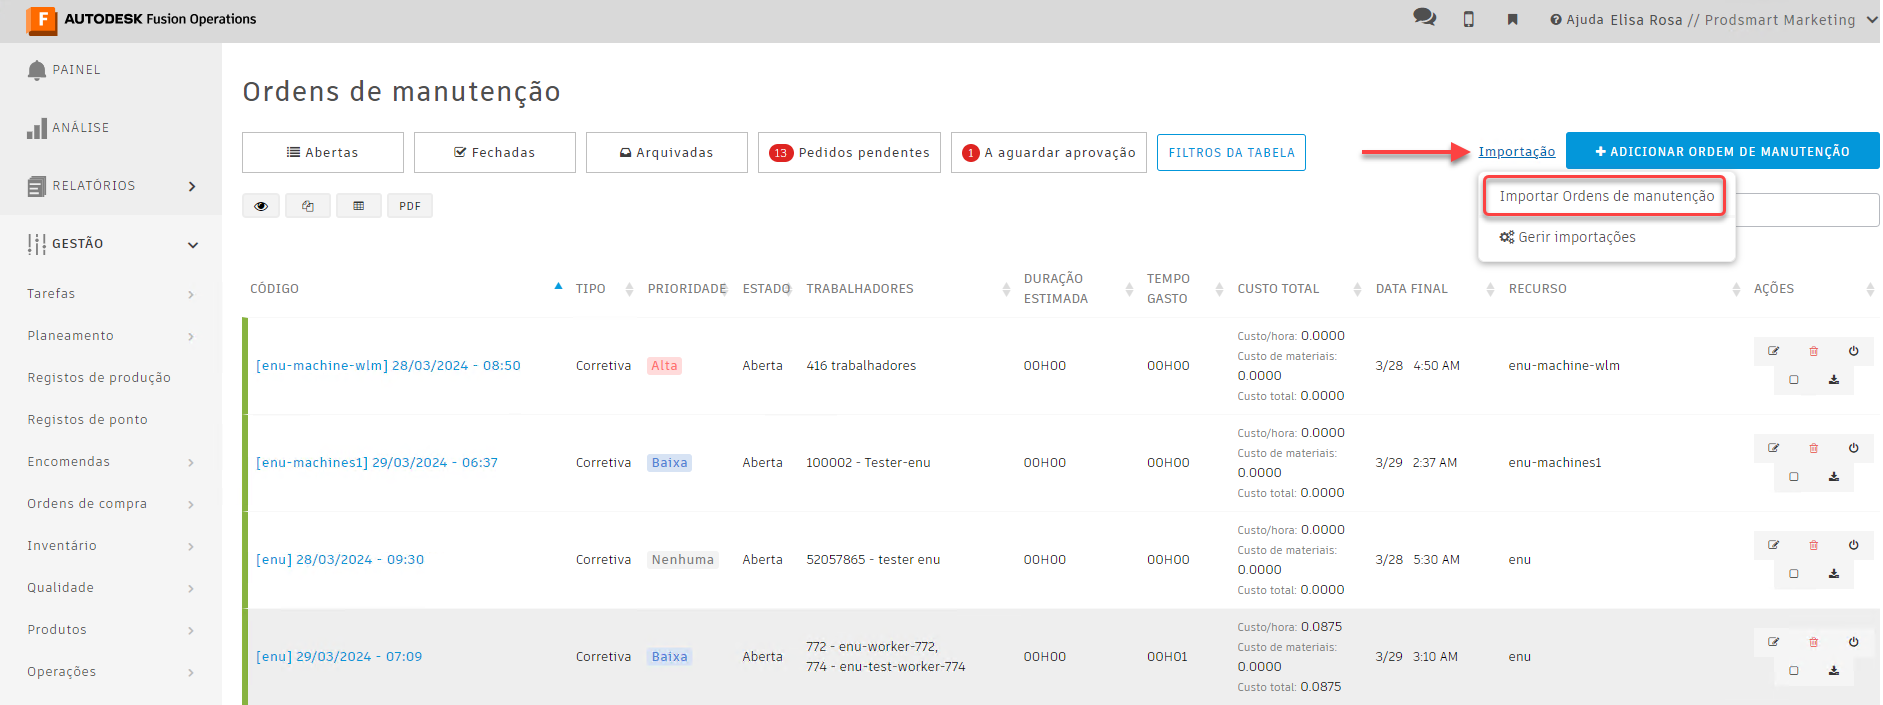 AUTODESK Fusion Operations
Ajuda Elisa Rosa // Prodsmart Marketing
PAINEL
ANÁLISE
RELATÓRIOS
GESTÃO
Tarefas
Planeamento
Registos de produção
Registos de ponto
Encomendas
Ordens de compra
Inventário
Qualidade
Produtos
Operações
Ordens de manutenção
Abertas
Fechadas
Arquivadas
13 Pedidos pendentes
1 A aguardar aprovação
FILTROS DA TABELA
Importação
+ ADICIONAR ORDEM DE MANUTENÇÃO
Importar Ordens de manutenção
Gerir importações
PDF
CÓDIGO
TIPO
PRIORIDADE
ESTADO
TRABALHADORES
DURAÇÃO
ESTIMADA
TEMPO
GASTO
CUSTO TOTAL
DATA FINAL
RECURSO
AÇÕES
[enu-machine-wlm] 28/03/2024 - 08:50
Corretiva
Alta
Aberta
416 trabalhadores
00H00
00H00
Custo/hora: 0.0000
Custo de materiais:
0.0000
Custo total: 0.0000
3/28 4:50 AM
enu-machine-wlm
[enu-machines1] 29/03/2024 - 06:37
Corretiva
Baixa
Aberta
100002 - Tester-enu
00H00
00H00
Custo/hora: 0.0000
Custo de materiais:
0.0000
Custo total: 0.0000
3/29 2:37 AM
enu-machines1
[enu] 28/03/2024 - 09:30
Corretiva
Nenhuma
Aberta
52057865 - tester enu
00H00
00H00
Custo/hora: 0.0000
Custo de materiais:
0.0000
Custo total: 0.0000
3/28 5:30 AM
enu
[enu] 29/03/2024 - 07:09
Corretiva
Baixa
Aberta
772 - enu-worker-772,
774 - enu-test-worker-774
00H00
00H01
Custo/hora: 0.0875
Custo de materiais:
0.0000
Custo total: 0.0875
3/29 3:10 AM
enu